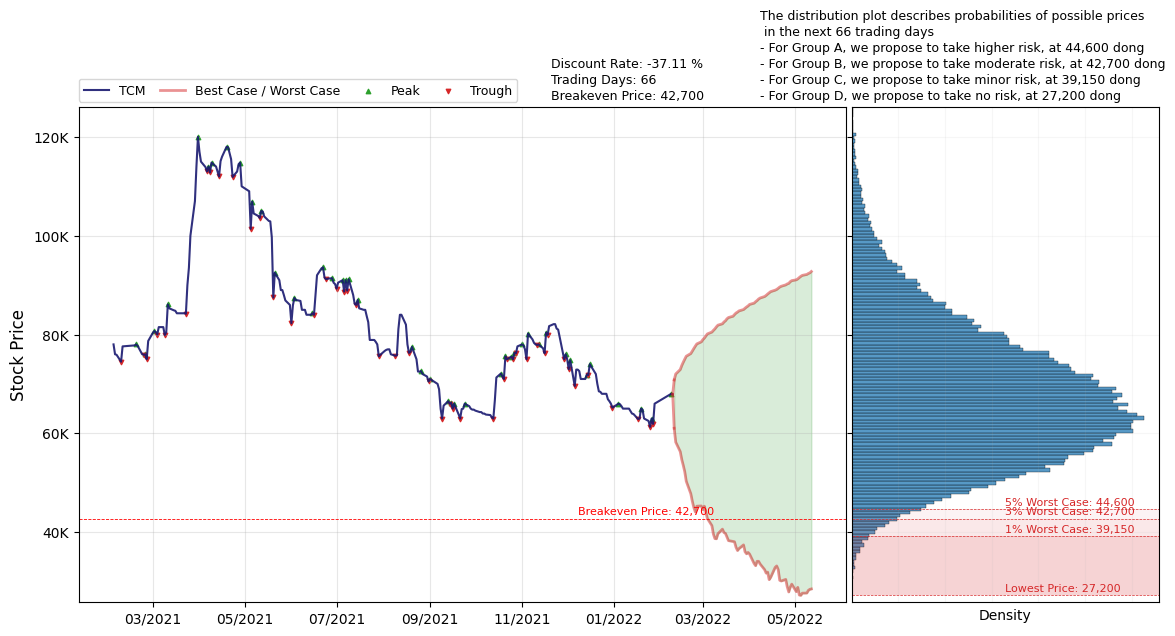 The distribution plot describes probabilities of possible prices
in the next 66 trading days
- For Group A, we propose to take higher risk, at 44,600 dong
- For Group B, we propose to take moderate risk, at 42,700 dong
- For Group C, we propose to take minor risk, at 39,150 dong
- For Group D, we propose to take no risk, at 27,200 dong
Discount Rate: -37.11 %
Trading Days: 66
Breakeven Price: 42,700
TCM
Best Case / Worst Case
Peak
Trough
Stock Price
120K
100K
80K
60K
40K
Breakeven Price: 42,700
03/2021
05/2021
07/2021
09/2021
11/2021
01/2022
03/2022
05/2022
5% Worst Case: 44,600
3% Worst Case: 42,700
1% Worst Case: 39,150
Lowest Price: 27,200
Density